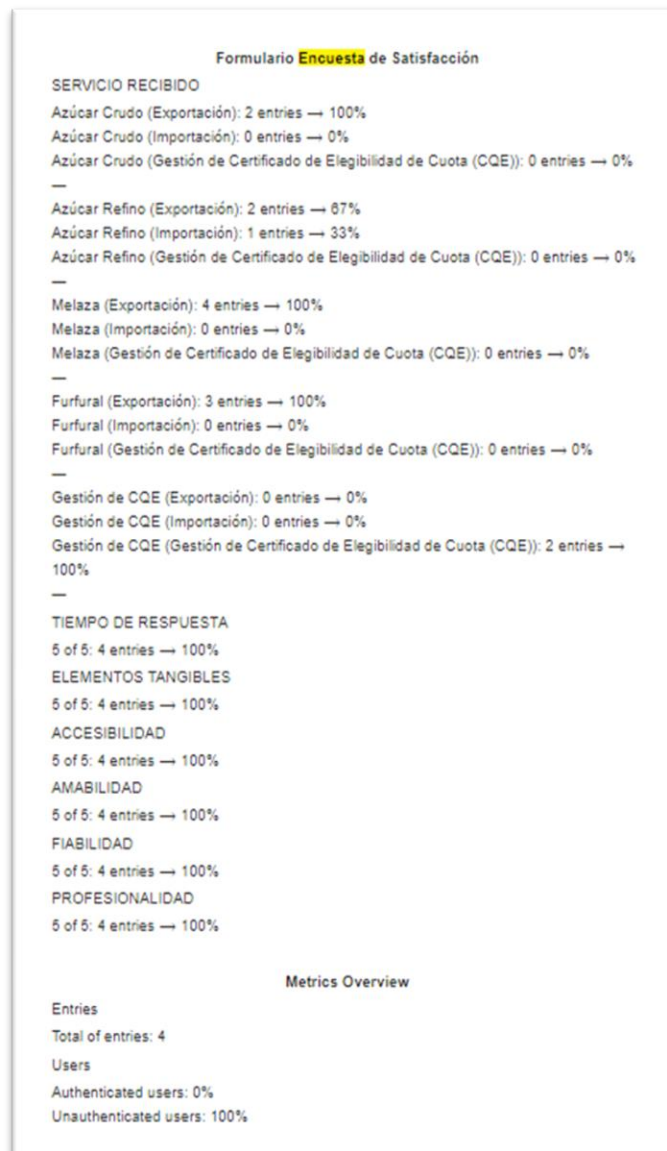 Formulario Encuesta de Satisfacción
SERVICIO RECIBIDO
Azúcar Crudo (Exportación): 2 entries → 100%
Azúcar Crudo (Importación): 0 entries → 0%
Azúcar Crudo (Gestión de Certificado de Elegibilidad de Cuota (CQE)): 0 entries → 0%
—
Azúcar Refino (Exportación): 2 entries → 67%
Azúcar Refino (Importación): 1 entries → 33%
Azúcar Refino (Gestión de Certificado de Elegibilidad de Cuota (CQE)): 0 entries → 0%
—
Melaza (Exportación): 4 entries → 100%
Melaza (Importación): 0 entries → 0%
Melaza (Gestión de Certificado de Elegibilidad de Cuota (CQE)): 0 entries → 0%
—
Furfural (Exportación): 3 entries → 100%
Furfural (Importación): 0 entries → 0%
Furfural (Gestión de Certificado de Elegibilidad de Cuota (CQE)): 0 entries → 0%
—
Gestión de CQE (Exportación): 0 entries → 0%
Gestión de CQE (Importación): 0 entries → 0%
Gestión de CQE (Gestión de Certificado de Elegibilidad de Cuota (CQE)): 2 entries →
100%
—
TIEMPO DE RESPUESTA
5 of 5: 4 entries → 100%
ELEMENTOS TANGIBLES
5 of 5: 4 entries → 100%
ACCESIBILIDAD
5 of 5: 4 entries → 100%
AMABILIDAD
5 of 5: 4 entries → 100%
FIABILIDAD
5 of 5: 4 entries → 100%
PROFESIONALIDAD
5 of 5: 4 entries → 100%
Metrics Overview
Entries
Total of entries: 4
Users
Authenticated users: 0%
Unauthenticated users: 100%